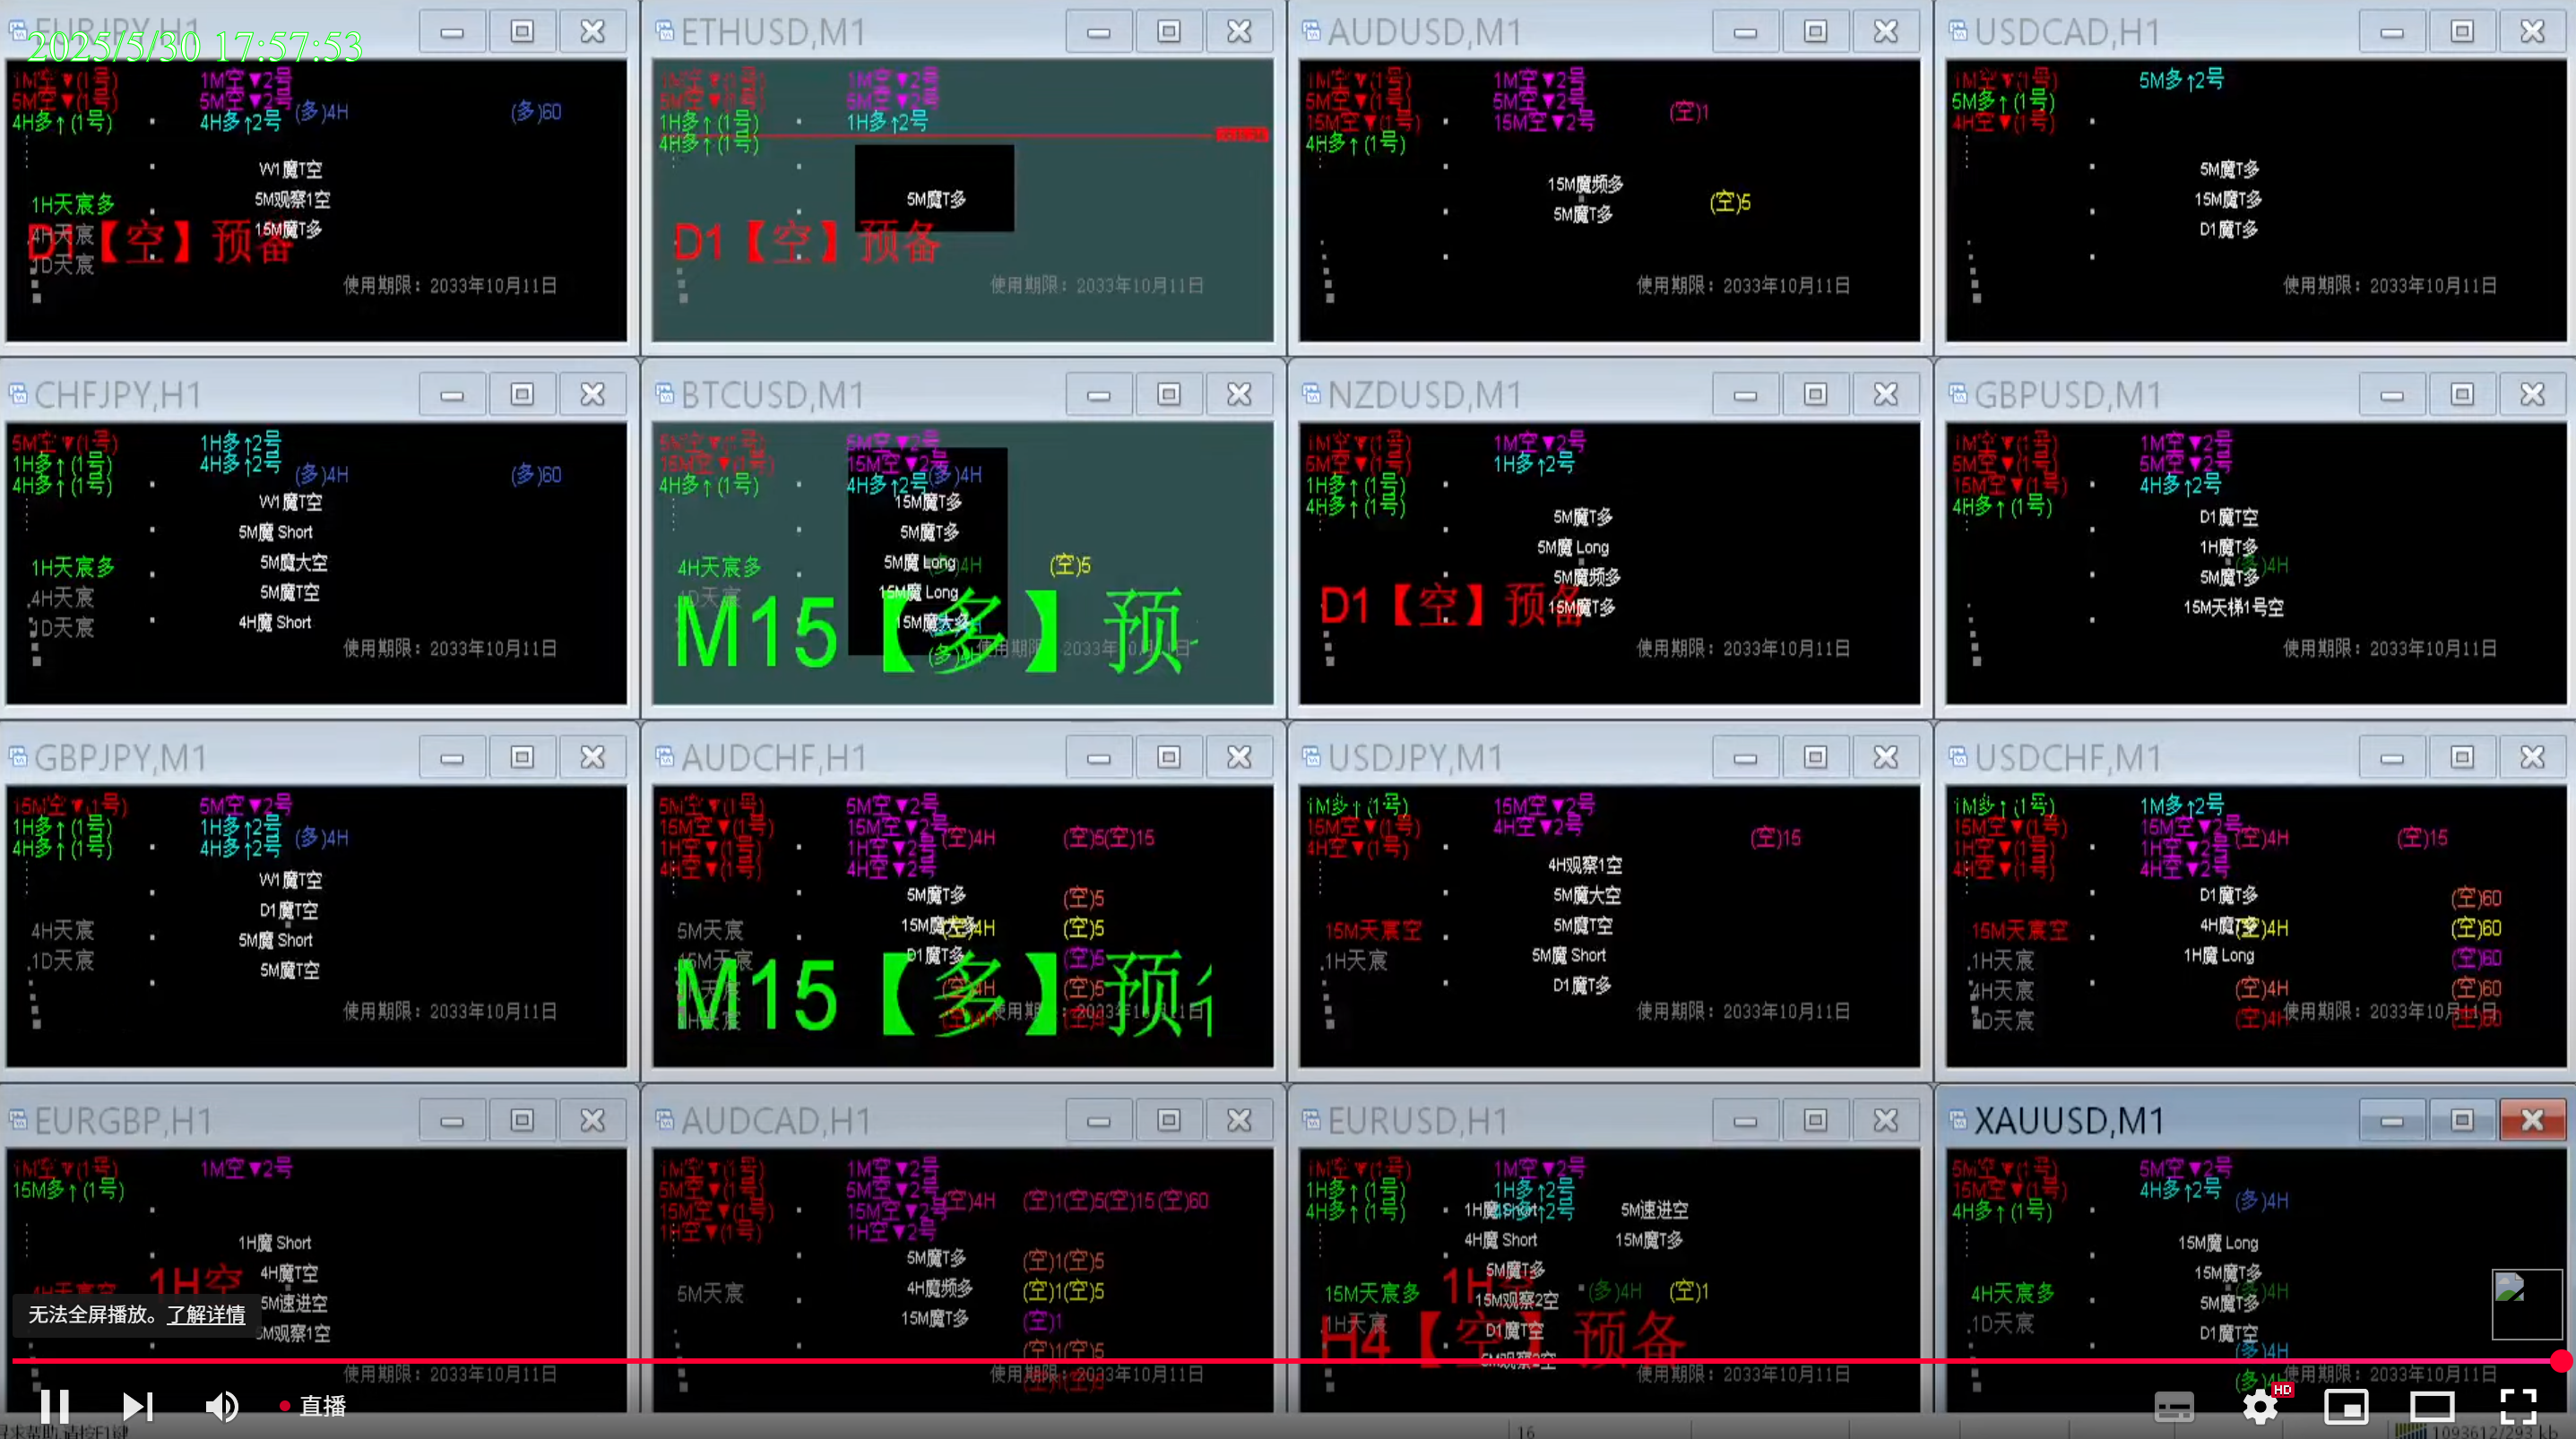 EURJPY,H1
2025/5/30 17:57:53
1M空▼(1号)
5M空▼(1号)
4H多↑(1号)
1M空▼2号
5M空▼2号
4H多↑2号
(多)4H
(多)60
W1魔T空
5M观察1空
15M魔T多
1H天宸多
4H天宸
1D天宸
D1【空】预备
使用期限：2033年10月11日
ETHUSD,M1
1M空▼(1号)
5M空▼(1号)
1H多↑(1号)
4H多↑(1号)
1M空▼2号
5M空▼2号
1H多↑2号
5M魔T多
D1【空】预备
使用期限：2033年10月11日
AUDUSD,M1
1M空▼(1号)
5M空▼(1号)
15M空▼(1号)
4H多↑(1号)
1M空▼2号
5M空▼2号
15M空▼2号
(空)1
15M魔频多
5M魔T多
(空)5
使用期限：2033年10月11日
USDCAD,H1
1M空▼(1号)
5M多↑(1号)
4H空▼(1号)
5M多↑2号
5M魔T多
15M魔T多
D1魔T多
使用期限：2033年10月11日
CHFJPY,H1
5M空▼(1号)
1H多↑(1号)
4H多↑(1号)
1H多↑2号
4H多↑2号
(多)4H
(多)60
W1魔T空
5M魔 Short
5M魔大空
5M魔T空
4H魔 Short
1H天宸多
4H天宸
1D天宸
使用期限：2033年10月11日
BTCUSD,M1
5M空▼(1号)
15M空▼(1号)
4H多↑(1号)
5M空▼2号
15M空▼2号
4H多↑2号
(多)4H
15M魔T多
5M魔T多
5M魔 Long
15M魔 Long
15M魔大多
(多)4H
(空)5
4H天宸多
1D天宸
M15【多】预
(多)4H
使用期限：2033年10月11日
NZDUSD,M1
1M空▼(1号)
5M空▼(1号)
1H多↑(1号)
4H多↑(1号)
1M空▼2号
1H多↑2号
5M魔T多
5M魔 Long
5M魔频多
15M魔T多
D1【空】预备
使用期限：2033年10月11日
GBPUSD,M1
1M空▼(1号)
5M空▼(1号)
15M空▼(1号)
4H多↑(1号)
1M空▼2号
5M空▼2号
4H多↑2号
D1魔T空
1H魔T多
(多)4H
5M魔T多
15M天梯1号空
使用期限：2033年10月11日
GBPJPY,M1
15M空▼(1号)
1H多↑(1号)
4H多↑(1号)
5M空▼2号
1H多↑2号
4H多↑2号
(多)4H
W1魔T空
D1魔T空
5M魔 Short
5M魔T空
4H天宸
1D天宸
使用期限：2033年10月11日
AUDCHF,H1
5M空▼(1号)
15M空▼(1号)
1H空▼(1号)
4H空▼(1号)
5M空▼2号
15M空▼2号
1H空▼2号
4H空▼2号
(空)4H
(空)5(空)15
5M魔T多
15M魔大多
D1魔T多
(空)4H
(空)5
(空)5
(空)5
(空)4H
(空)5
5M天宸
15M天宸
M15【多】预
使用期限：2033年10月11日
USDJPY,M1
1M多↑(1号)
15M空▼(1号)
4H空▼(1号)
15M空▼2号
4H空▼2号
(空)15
4H观察1空
5M魔大空
5M魔T空
5M魔 Short
D1魔T多
15M天宸空
1H天宸
使用期限：2033年10月11日
USDCHF,M1
1M多↑(1号)
15M空▼(1号)
1H空▼(1号)
4H空▼(1号)
1M多↑2号
15M空▼2号
1H空▼2号
4H空▼2号
(空)4H
(空)15
D1魔T多
4H魔T多
1H魔 Long
(空)60
(空)4H
(空)60
(空)60
(空)4H
(空)60
(空)4H
(空)60
15M天宸空
1H天宸
4H天宸
1D天宸
使用期限：2033年10月11日
EURGBP,H1
1M空▼(1号)
15M多↑(1号)
1M空▼2号
1H魔 Short
4H魔T空
5M速进空
5M观察1空
4H天宸空
1H空
使用期限：2033年10月11日
AUDCAD,H1
1M空▼(1号)
5M空▼(1号)
15M空▼(1号)
1H空▼(1号)
1M空▼2号
5M空▼2号
15M空▼2号
1H空▼2号
(空)4H
(空)1(空)5(空)15(空)60
5M魔T多
4H魔频多
15M魔T多
(空)1(空)5
(空)1(空)5
(空)1
(空)1(空)5
5M天宸
使用期限：2033年10月11日
EURUSD,H1
1M空▼(1号)
1H多↑(1号)
4H多↑(1号)
1M空▼2号
1H多↑2号
4H多↑2号
1H魔 Short
4H魔 Short
5M魔T多
15M观察2空
D1魔T空
5M观察2空
5M速进空
15M魔T多
(多)4H
(空)1
15M天宸多
1H天宸
1H空
H4【空】预备
使用期限：2033年10月11日
XAUUSD,M1
5M空▼(1号)
15M空▼(1号)
4H多↑(1号)
5M空▼2号
4H多↑2号
(多)4H
15M魔 Long
15M魔T多
(多)4H
5M魔T多
D1魔T空
(多)4H
4H天宸多
1D天宸
使用期限：2033年10月11日
无法全屏播放。了解详情
直播
HD
16
1093612/293 kb